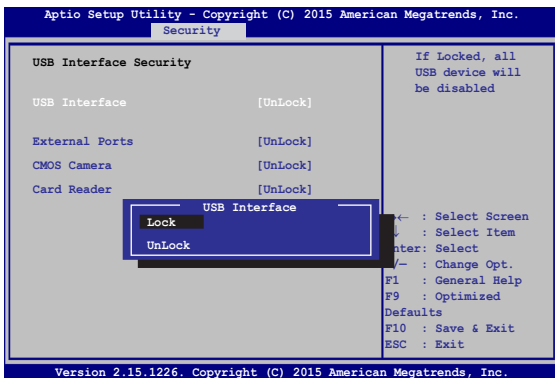 Aptio Setup Utility - Copyright (C) 2015 American Megatrends, Inc.
Security
USB Interface Security
USB Interface [UnLock]
External Ports [UnLock]
CMOS Camera [UnLock]
Card Reader [UnLock]
USB Interface
Lock
UnLock
If Locked, all
USB device will
be disabled
← : Select Screen
↓ : Select Item
nter: Select
/— : Change Opt.
F1 : General Help
F9 : Optimized
Defaults
F10 : Save & Exit
ESC : Exit
Version 2.15.1226. Copyright (C) 2015 American Megatrends, Inc.